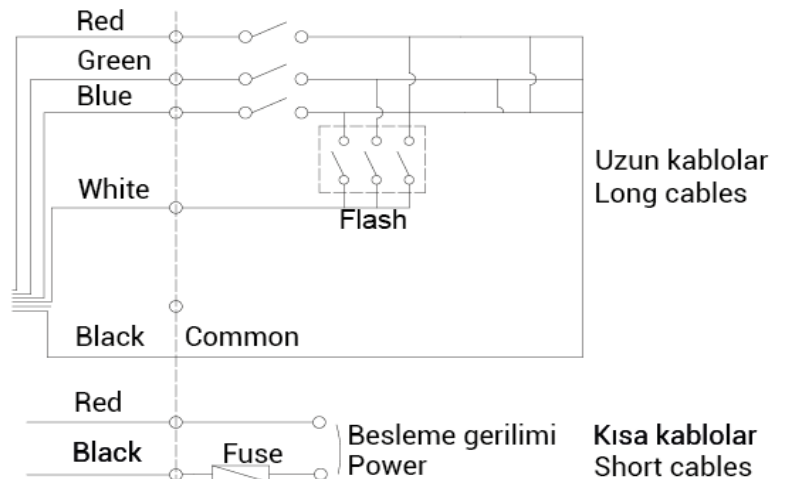 Red
Green
Blue
White
Flash
Uzun kablolar
Long cables
Black Common
Red
Black Fuse
Besleme gerilimi
Power
Kısa kablolar
Short cables